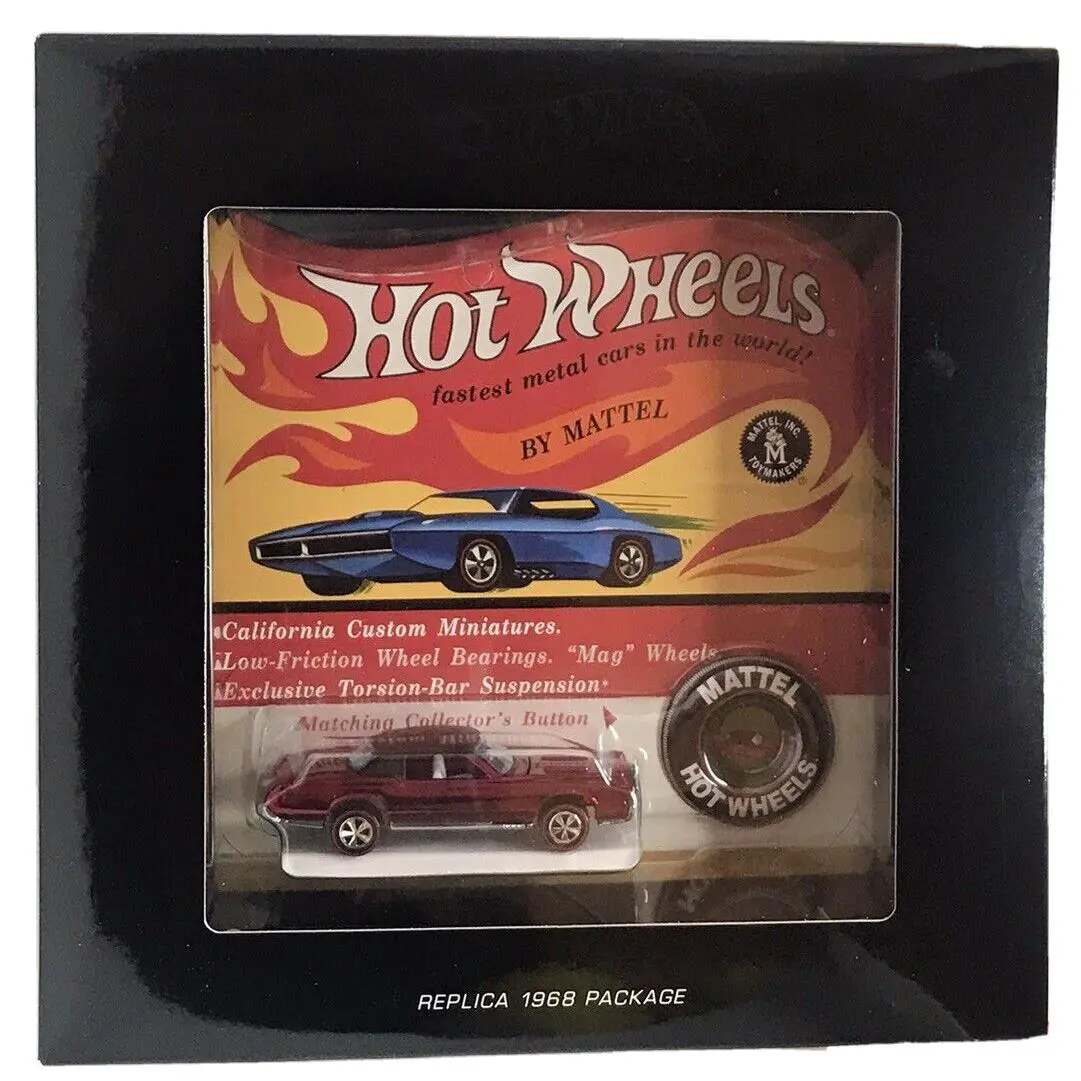 Hot Wheels
fastest metal cars in the world!
BY MATTEL
MATTEL, INC.
M
TOYMAKERS
California Custom Miniatures.
Low-Friction Wheel Bearings. "Mag" Wheels.
Exclusive Torsion-Bar Suspension*
Matching Collector's Button
MATTEL
HOT WHEELS
REPLICA 1968 PACKAGE